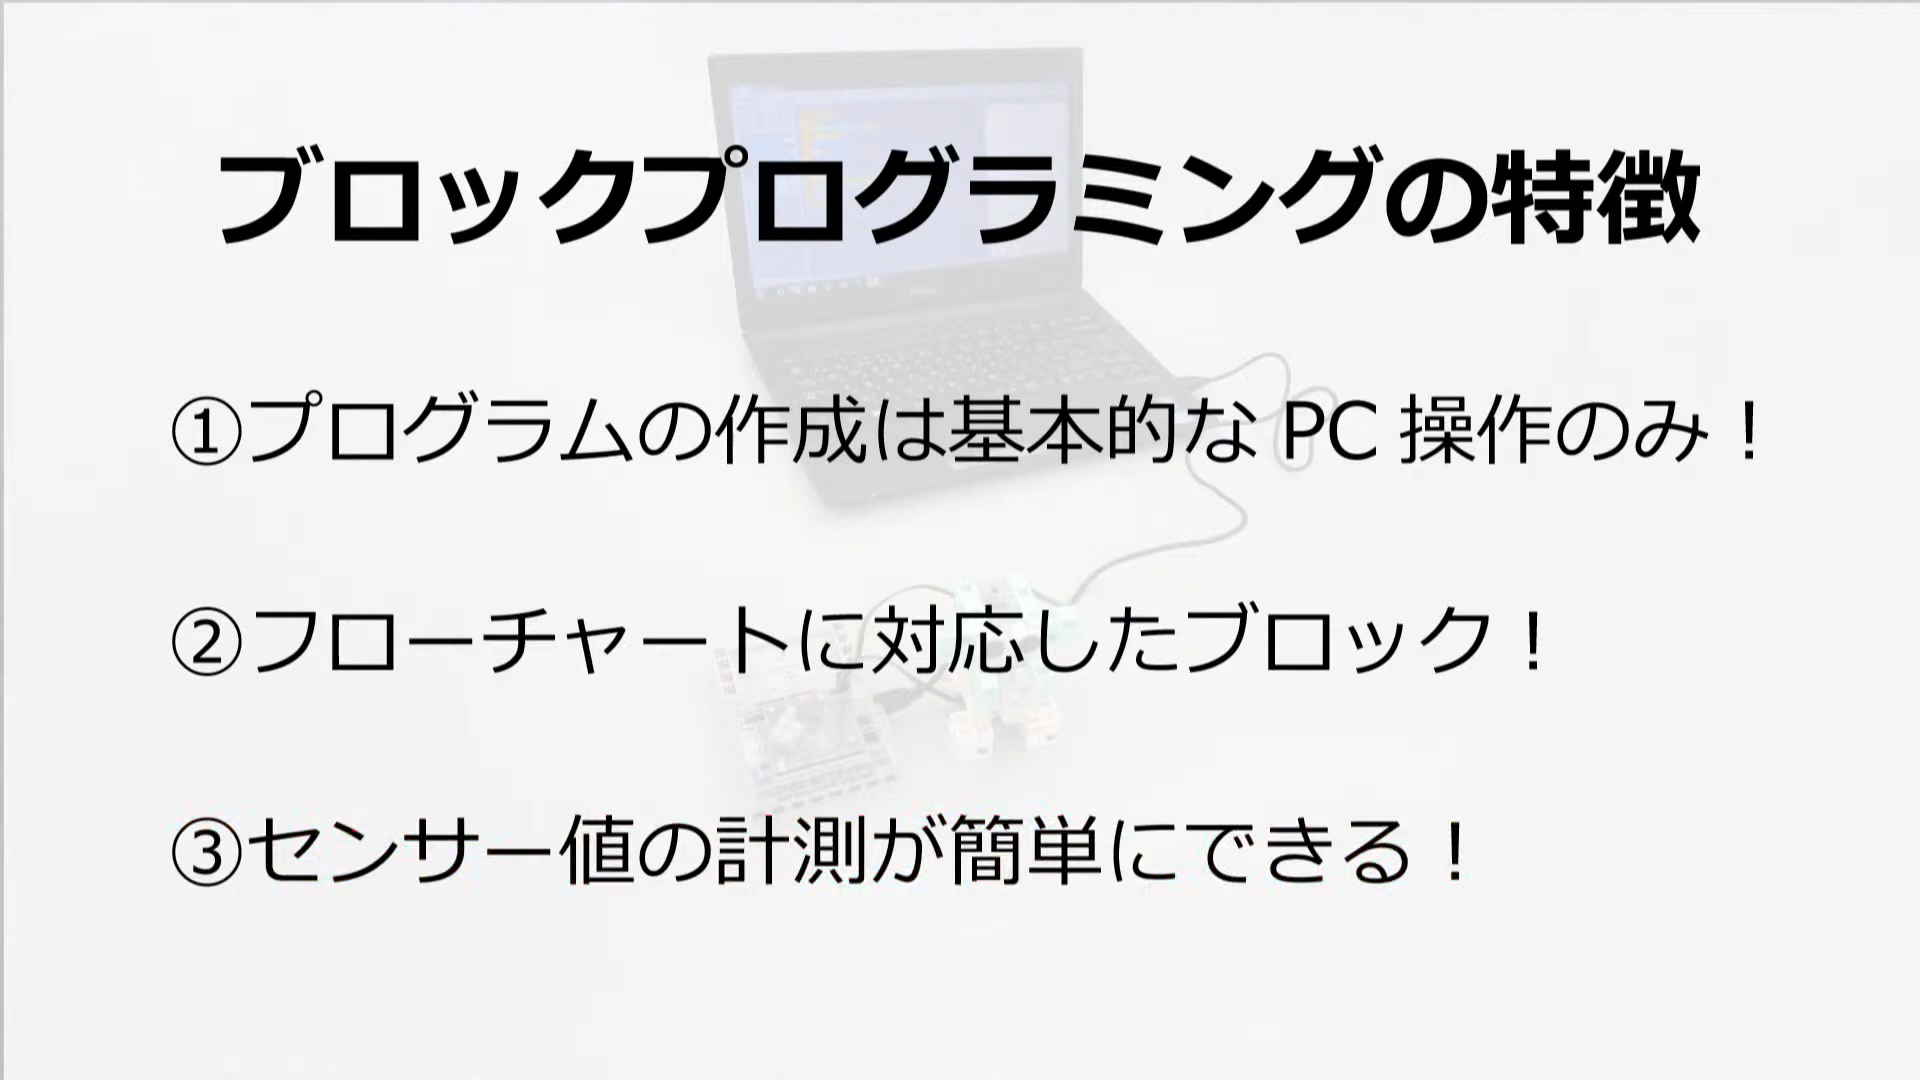 ブロックプログラミングの特徴
①プログラムの作成は基本的な PC 操作のみ！
②フローチャートに対応したブロック！
③センサー値の計測が簡単にできる！